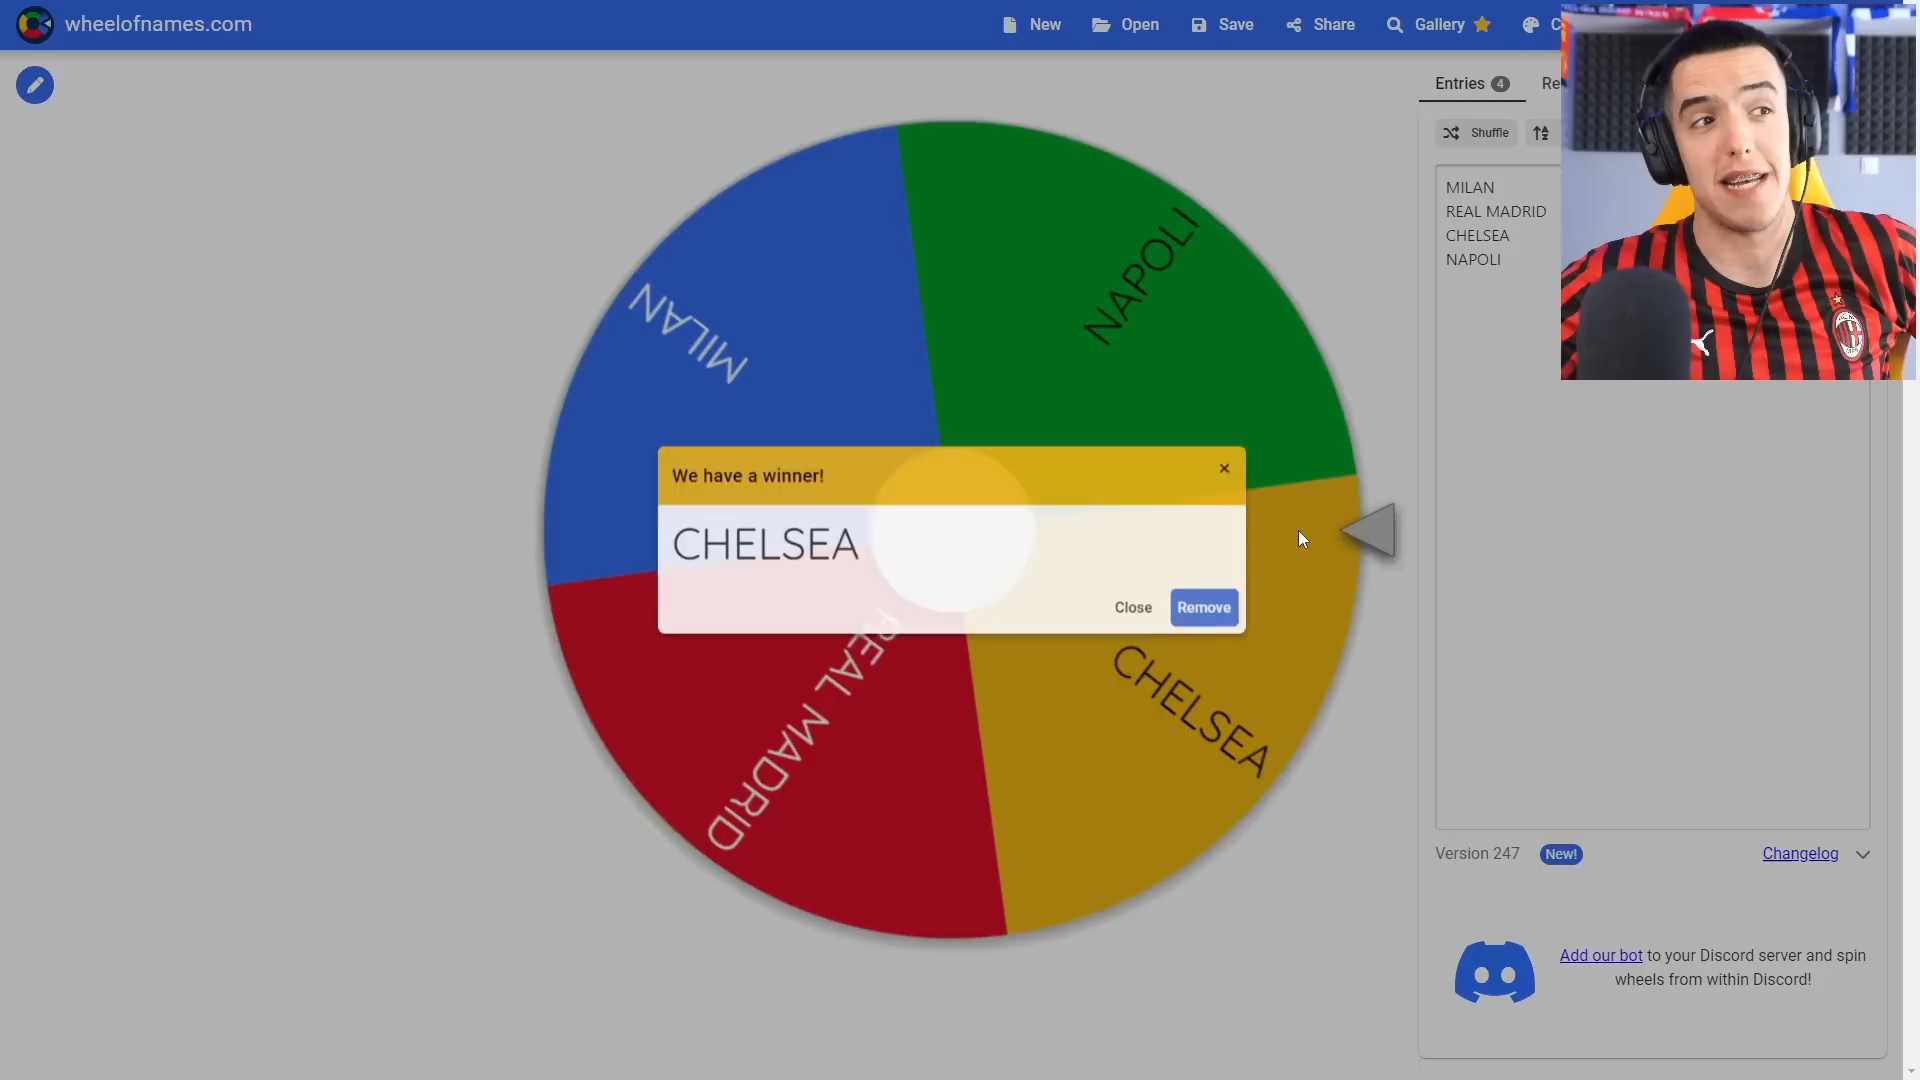 wheelofnames.com
New
Open
Save
Share
Gallery
Entries 4
Shuffle
MILAN
REAL MADRID
CHELSEA
NAPOLI
MILAN
NAPOLI
We have a winner!
×
CHELSEA
Close
Remove
REAL MADRID
CHELSEA
Version 247
New!
Changelog
Add our bot to your Discord server and spin
wheels from within Discord!